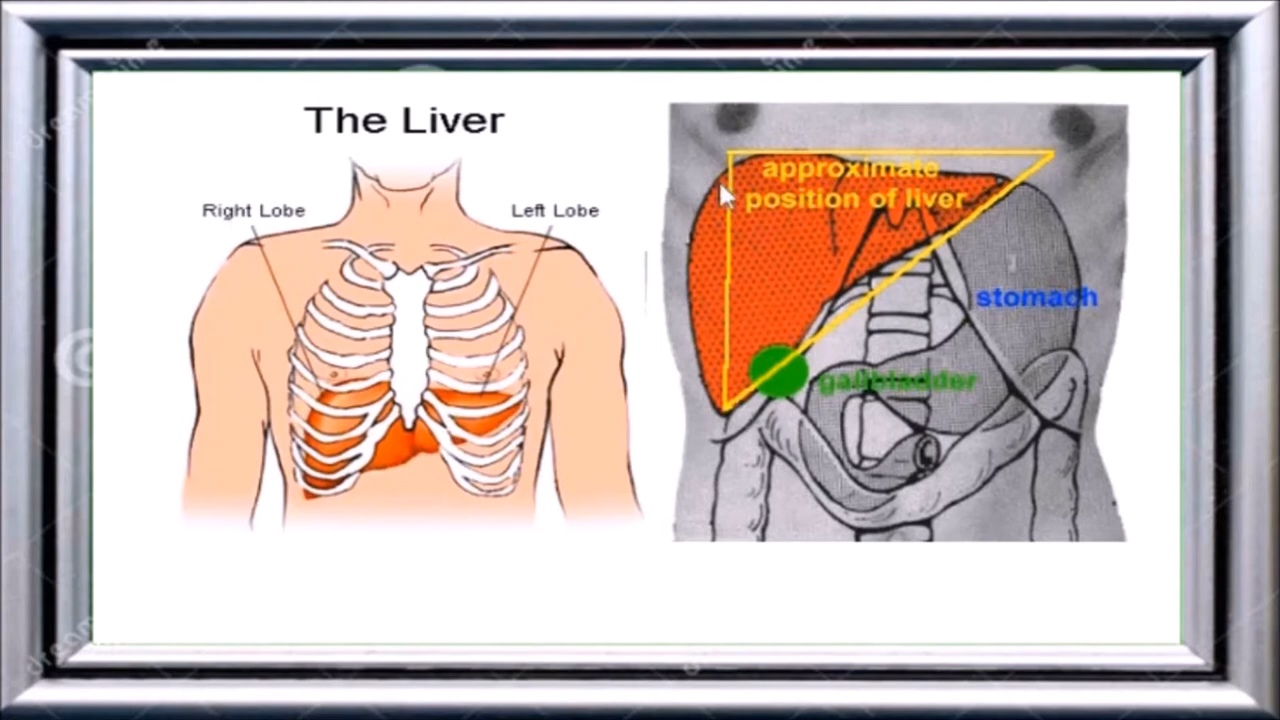 The Liver
Right Lobe
Left Lobe
approximate
position of liver
stomach
gallbladder